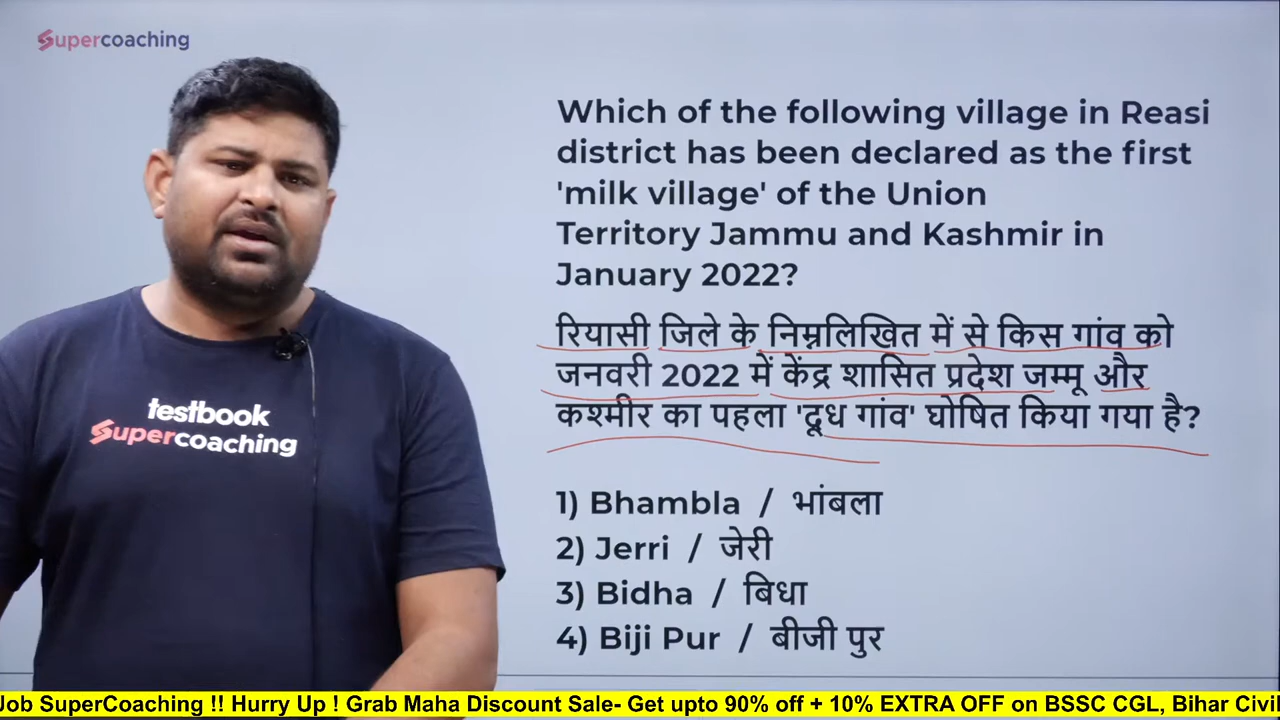 Supercoaching
Which of the following village in Reasi
district has been declared as the first
'milk village' of the Union
Territory Jammu and Kashmir in
January 2022?
रियासी जिले के निम्नलिखित में से किस गांव को
जनवरी 2022 में केंद्र शासित प्रदेश जम्मू और
कश्मीर का पहला 'दूध गांव' घोषित किया गया है?
1) Bhambla / भांबला
2) Jerri / जेरी
3) Bidha / बिधा
4) Biji Pur / बीजी पुर
testbook
Supercoaching
Job SuperCoaching !! Hurry Up ! Grab Maha Discount Sale- Get upto 90% off + 10% EXTRA OFF on BSSC CGL, Bihar Civil